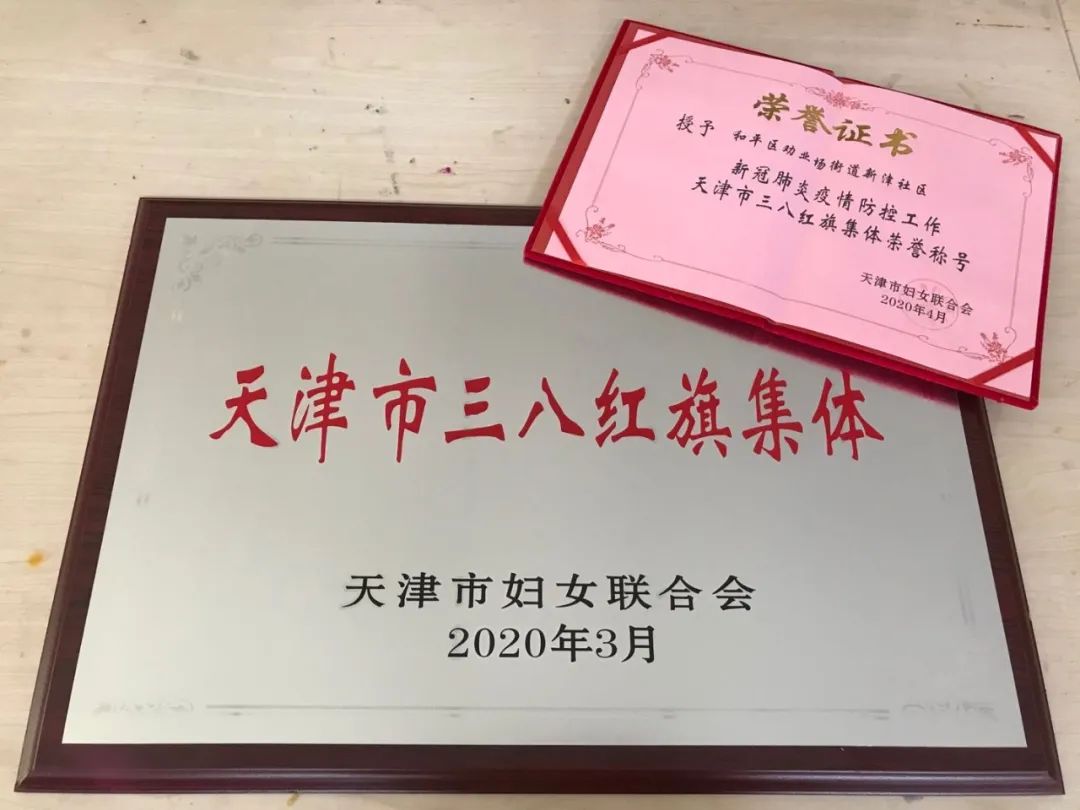 荣誉证书
授予 和平区劝业场街道新津社区
新冠肺炎疫情防控工作
天津市三八红旗集体荣誉称号
天津市妇女联合会
2020年4月
天津市三八红旗集体
天津市妇女联合会
2020年3月